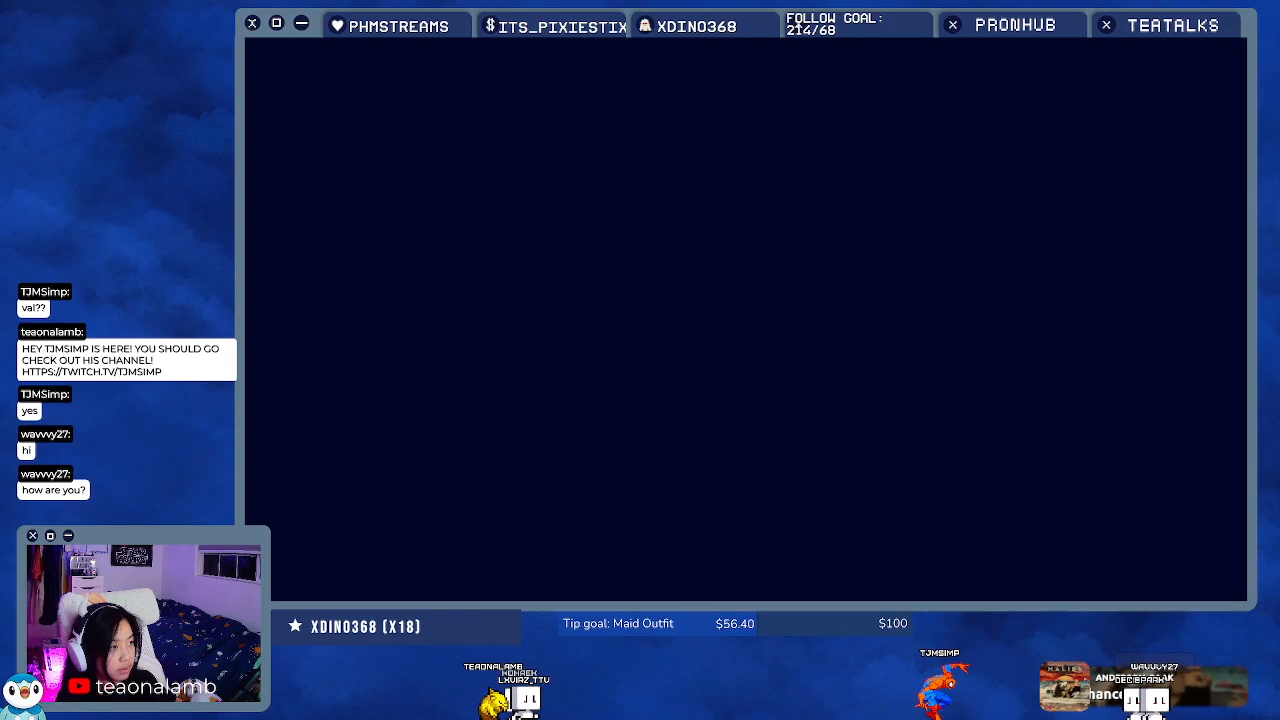 PHMSTREAMS
ITS_PIXIESTIX
XDINO368
FOLLOW GOAL:
214/68
PRONHUB
TEATALKS
TJMSimp:
val??
teaonalamb:
HEY TJMSIMP IS HERE! YOU SHOULD GO
CHECK OUT HIS CHANNEL!
HTTPS://TWITCH.TV/TJMSIMP
TJMSimp:
yes
wavvvy27:
hi
wavvvy27:
how are you?
teaonalamb
XDINO368 (X18)
Tip goal: Maid Outfit $56.40 $100
TEAONALAMB
LXVIRZ_TTV
TJMSIMP
WAVVVY27